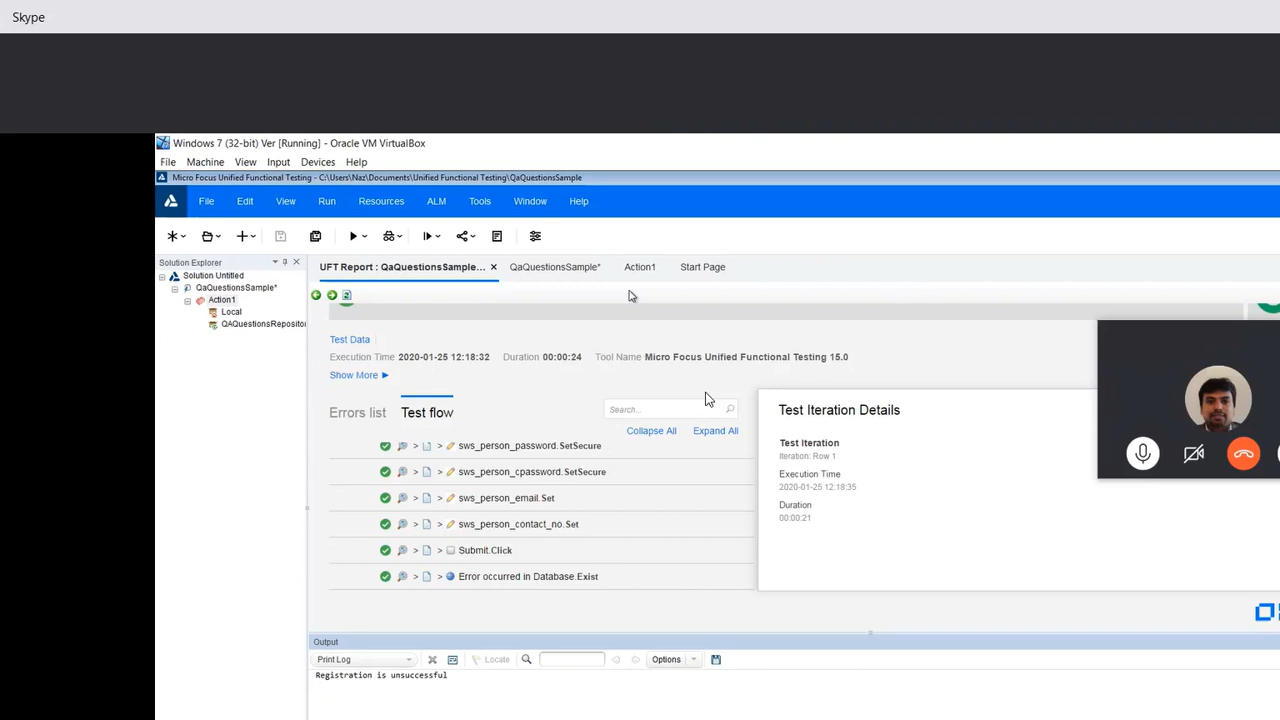 Skype
Windows 7 (32-bit) Ver [Running] - Oracle VM VirtualBox
File Machine View Input Devices Help
Micro Focus Unified Functional Testing - C:\Users\Naz\Documents\Unified Functional Testing\QaQuestionsSample
File Edit View Run Resources ALM Tools Window Help
Solution Explorer
UFT Report : QaQuestionsSample... QaQuestionsSample* Action1 Start Page
Solution Untitled
QaQuestionsSample*
Action1
Local
QAQuestionsRepositor
Test Data
Execution Time 2020-01-25 12:18:32 Duration 00:00:24 Tool Name Micro Focus Unified Functional Testing 15.0
Show More
Errors list Test flow Search...
Collapse All Expand All
sws_person_password.SetSecure
sws_person_cpassword.SetSecure
sws_person_email.Set
sws_person_contact_no.Set
Submit.Click
Error occurred in Database.Exist
Test Iteration Details
Test Iteration
Iteration: Row 1
Execution Time
2020-01-25 12:18:35
Duration
00:00:21
Output
Print Log Locate Options
Registration is unsuccessful